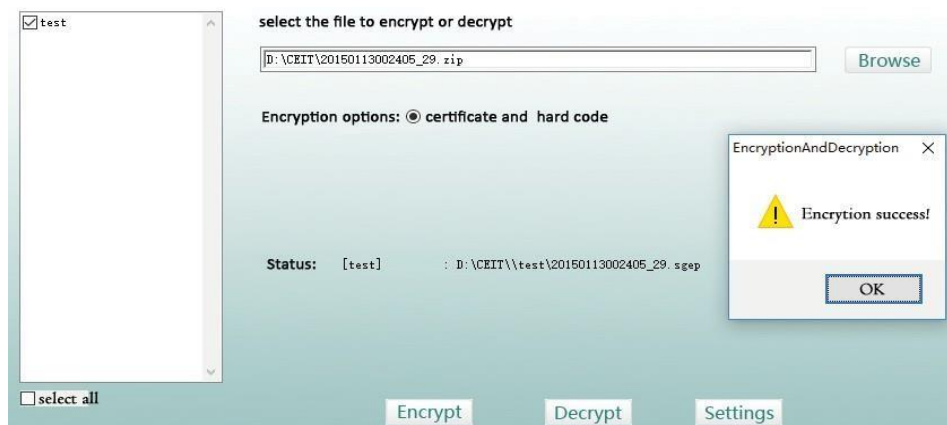 test
select the file to encrypt or decrypt
D:\CEIT\20150113002405_29.zip
Browse
Encryption options: certificate and hard code
EncryptionAndDecryption
Encrytion success!
OK
Status: [test] : D:\CEIT\\test\20150113002405_29.sgep
select all
Encrypt Decrypt Settings